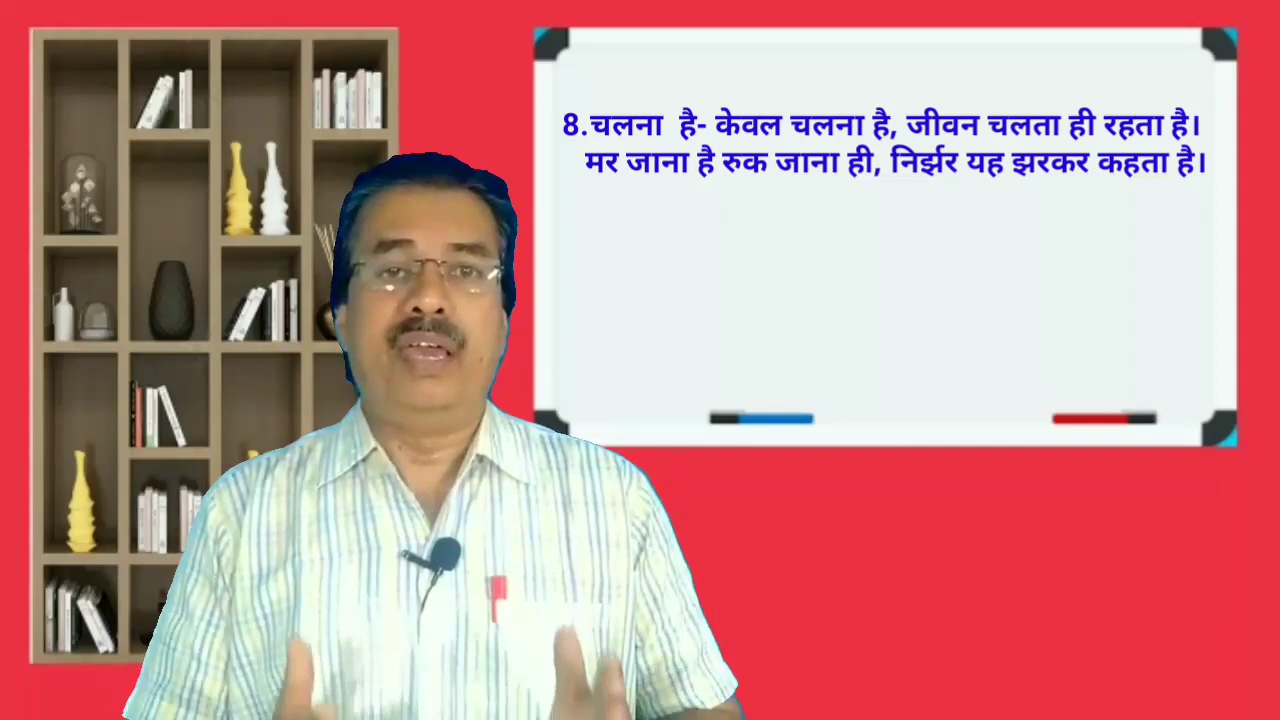 8.चलना है- केवल चलना है, जीवन चलता ही रहता है।
मर जाना है रुक जाना ही, निर्झर यह झरकर कहता है।